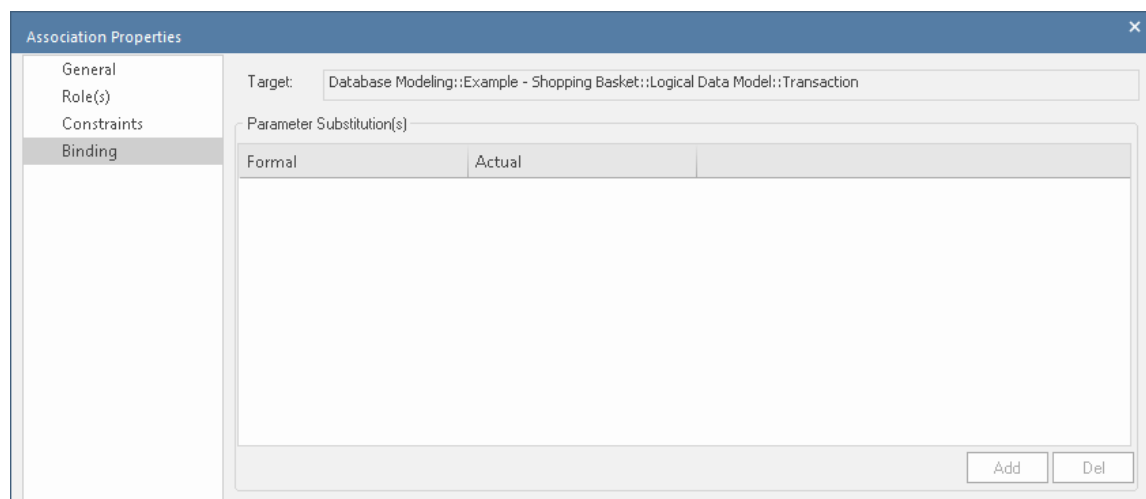 Association Properties
General
Role(s)
Constraints
Binding
Target: Database Modeling::Example - Shopping Basket::Logical Data Model::Transaction
Parameter Substitution(s)
Formal Actual
Add Del